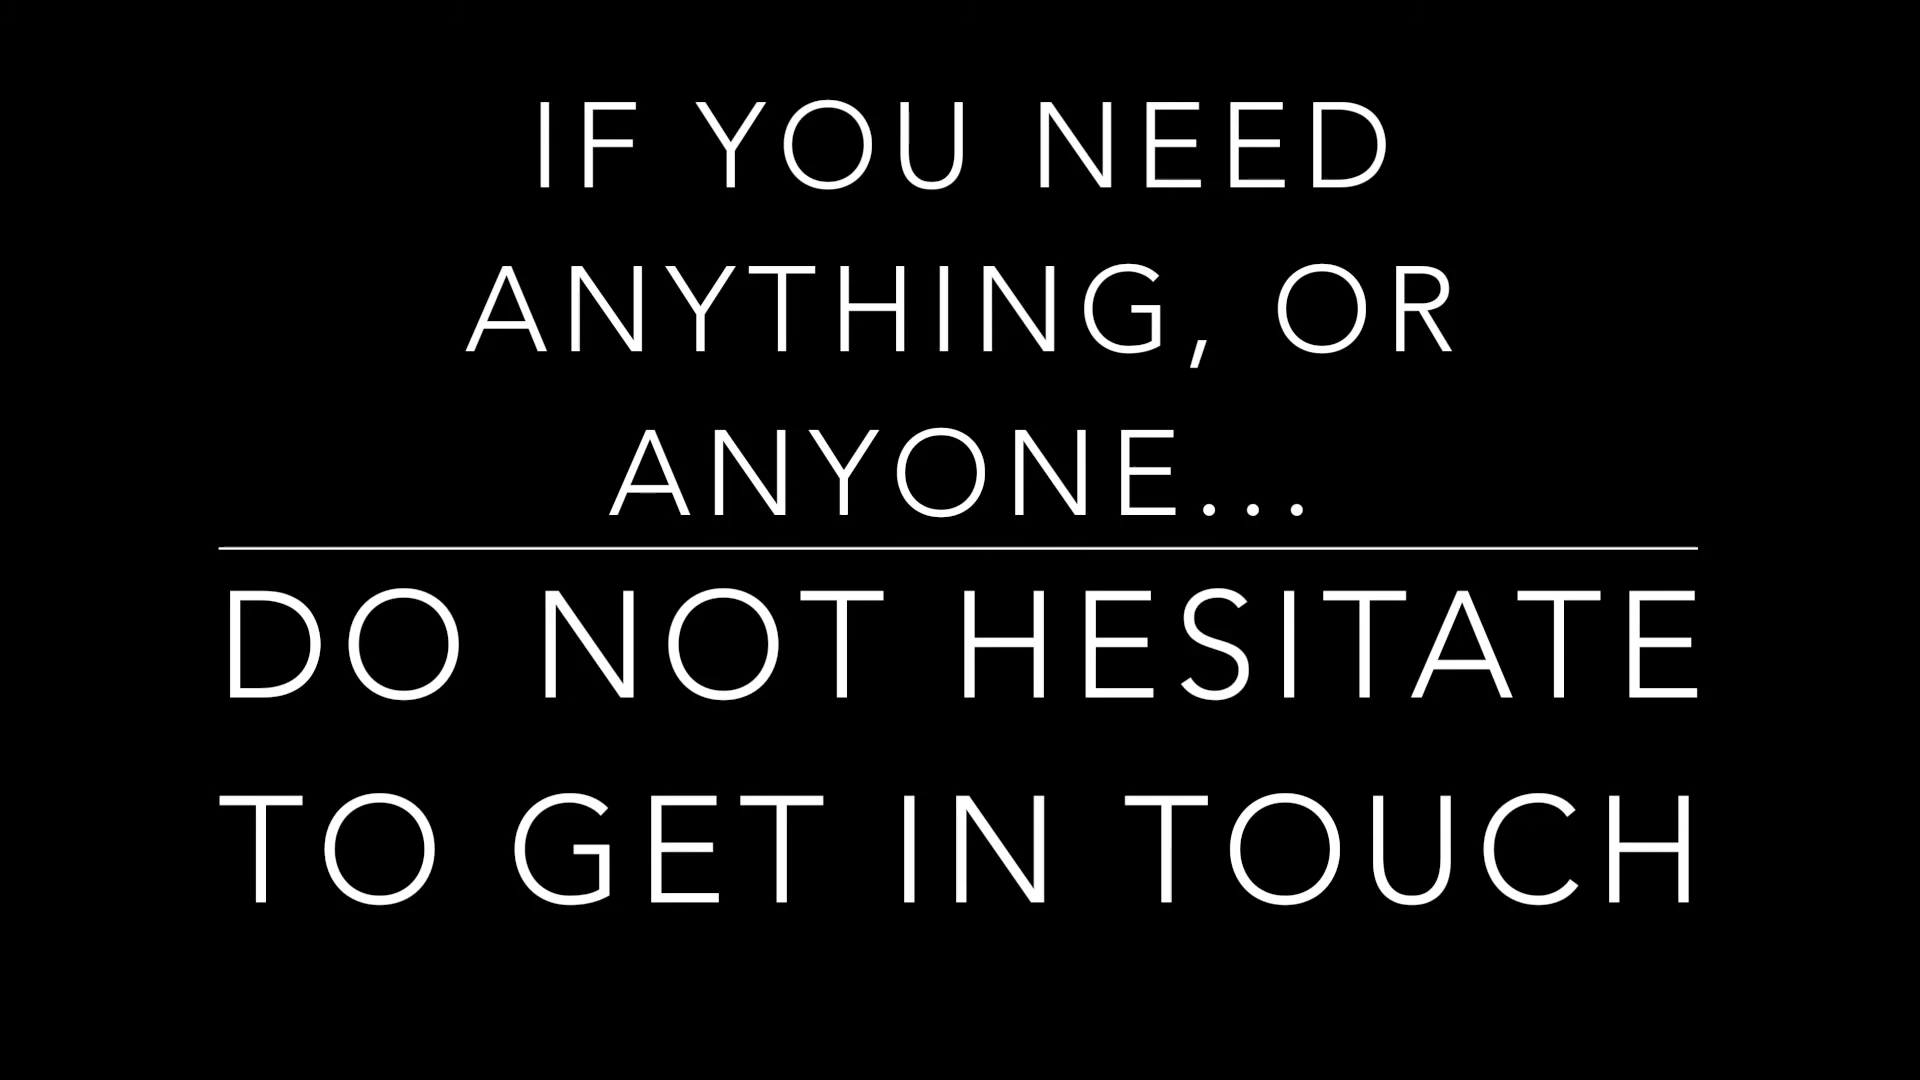 IF YOU NEED
ANYTHING, OR
ANYONE...
DO NOT HESITATE
TO GET IN TOUCH